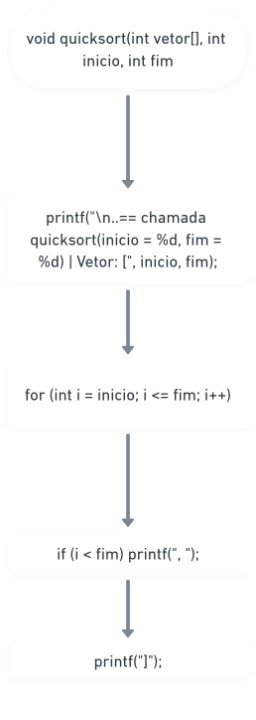 void quicksort(int vetor[], int
inicio, int fim
printf("\n..== chamada
quicksort(inicio = %d, fim =
%d) | Vetor: [", inicio, fim);
for (int i = inicio; i <= fim; i++)
if (i < fim) printf(", ");
printf("]");